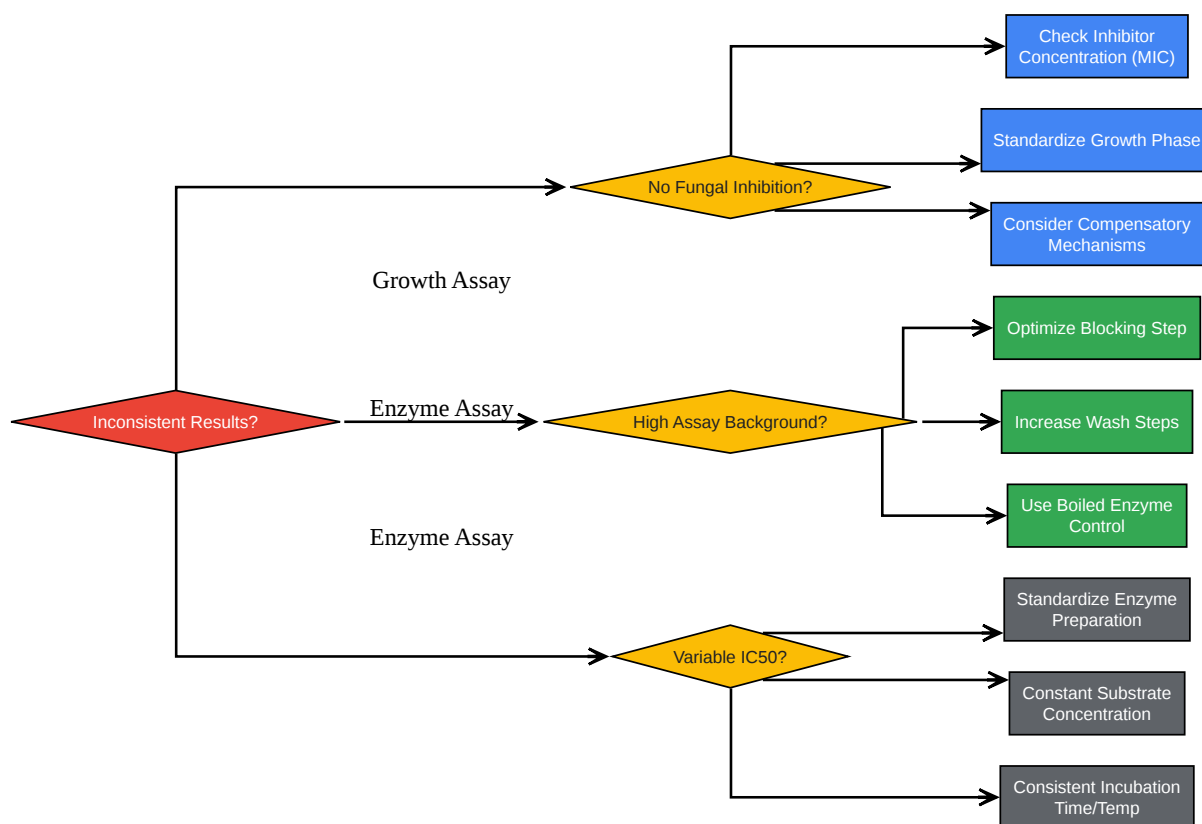 Check Inhibitor
Concentration (MIC)
Standardize Growth Phase
No Fungal Inhibition?
Consider Compensatory
Mechanisms
Growth Assay
Optimize Blocking Step
Enzyme Assay
Inconsistent Results?
High Assay Background?
Increase Wash Steps
Use Boiled Enzyme
Control
Enzyme Assay
Standardize Enzyme
Preparation
Variable IC50?
Constant Substrate
Concentration
Consistent Incubation
Time/Temp